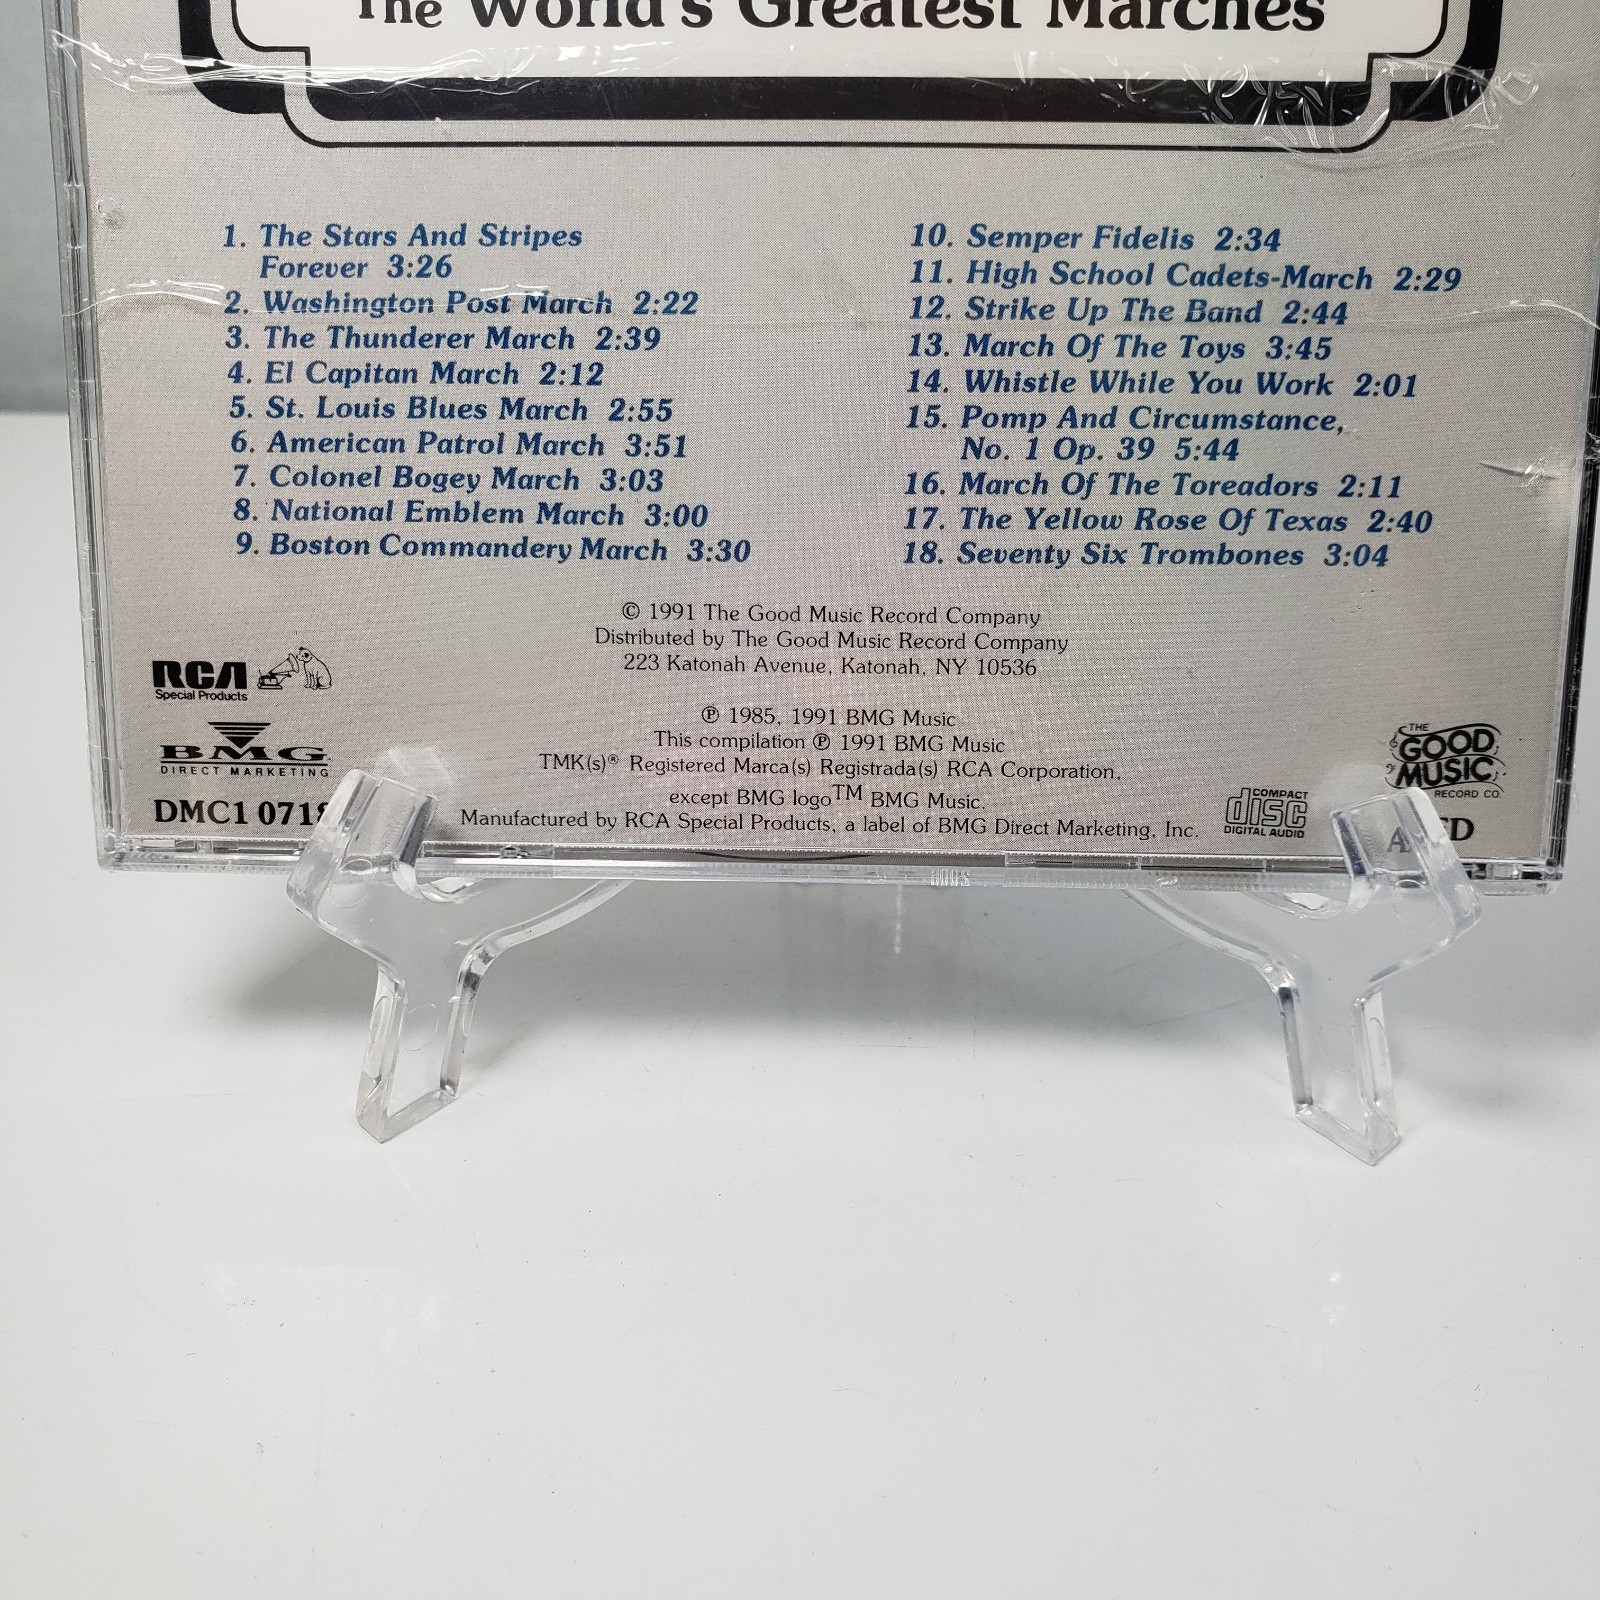 The World's Greatest Marches
1. The Stars And Stripes
Forever 3:26
2. Washington Post March 2:22
3. The Thunderer March 2:39
4. El Capitan March 2:12
5. St. Louis Blues March 2:55
6. American Patrol March 3:51
7. Colonel Bogey March 3:03
8. National Emblem March 3:00
9. Boston Commandery March 3:30
10. Semper Fidelis 2:34
11. High School Cadets-March 2:29
12. Strike Up The Band 2:44
13. March Of The Toys 3:45
14. Whistle While You Work 2:01
15. Pomp And Circumstance,
No. 1 Op. 39 5:44
16. March Of The Toreadors 2:11
17. The Yellow Rose Of Texas 2:40
18. Seventy Six Trombones 3:04
© 1991 The Good Music Record Company
Distributed by The Good Music Record Company
223 Katonah Avenue, Katonah, NY 10536
RCA
Special Products
BMG
DIRECT MARKETING
DMC1
℗ 1985, 1991 BMG Music
This compilation ℗ 1991 BMG Music
TMK(s)® Registered Marca(s) Registrada(s) RCA Corporation,
except BMG logo™ BMG Music.
Manufactured by RCA Special Products, a label of BMG Direct Marketing, Inc.
COMPACT
disc
DIGITAL AUDIO
THE
GOOD
MUSIC
RECORD CO.